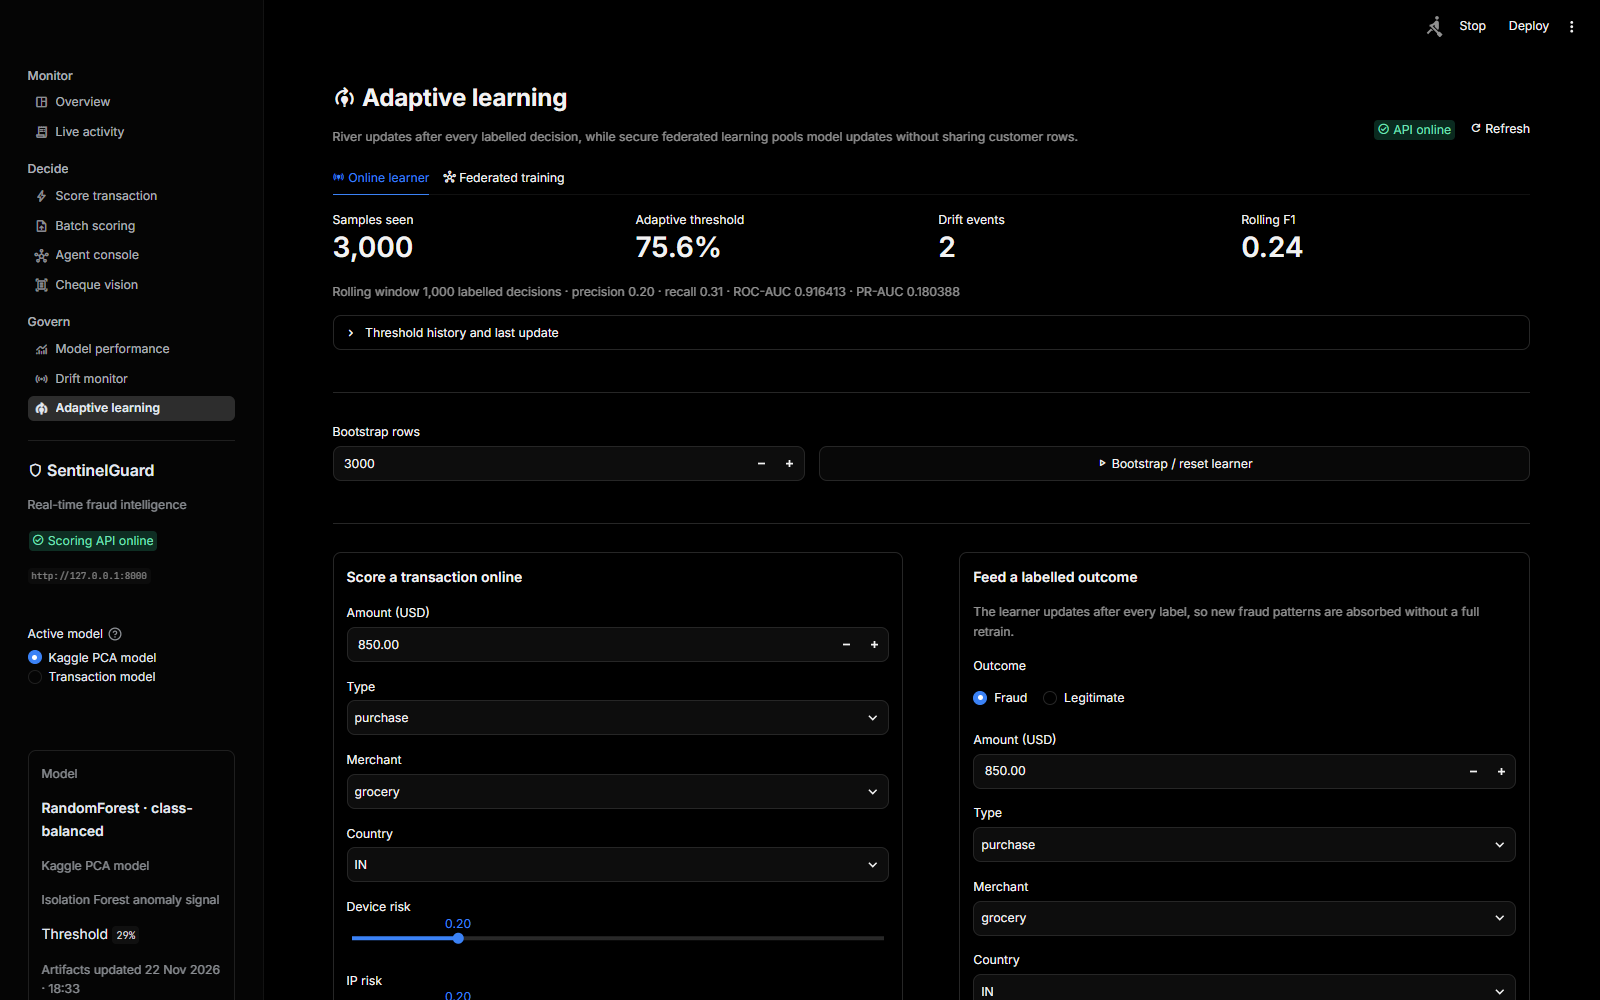 Stop
Deploy
Monitor
Overview
Live activity
Decide
Score transaction
Batch scoring
Agent console
Cheque vision
Govern
Model performance
Drift monitor
Adaptive learning
SentinelGuard
Real-time fraud intelligence
Scoring API online
http://127.0.0.1:8000
Active model
Kaggle PCA model
Transaction model
Model
RandomForest · class-
balanced
Kaggle PCA model
Isolation Forest anomaly signal
Threshold 29%
Artifacts updated 22 Nov 2026
· 18:33
Adaptive learning
River updates after every labelled decision, while secure federated learning pools model updates without sharing customer rows.
API online
Refresh
Online learner
Federated training
Samples seen
3,000
Adaptive threshold
75.6%
Drift events
2
Rolling F1
0.24
Rolling window 1,000 labelled decisions · precision 0.20 · recall 0.31 · ROC-AUC 0.916413 · PR-AUC 0.180388
Threshold history and last update
Bootstrap rows
3000
Bootstrap / reset learner
Score a transaction online
Amount (USD)
850.00
Type
purchase
Merchant
grocery
Country
IN
Device risk
0.20
IP risk
0.20
Feed a labelled outcome
The learner updates after every label, so new fraud patterns are absorbed without a full
retrain.
Outcome
Fraud
Legitimate
Amount (USD)
850.00
Type
purchase
Merchant
grocery
Country
IN